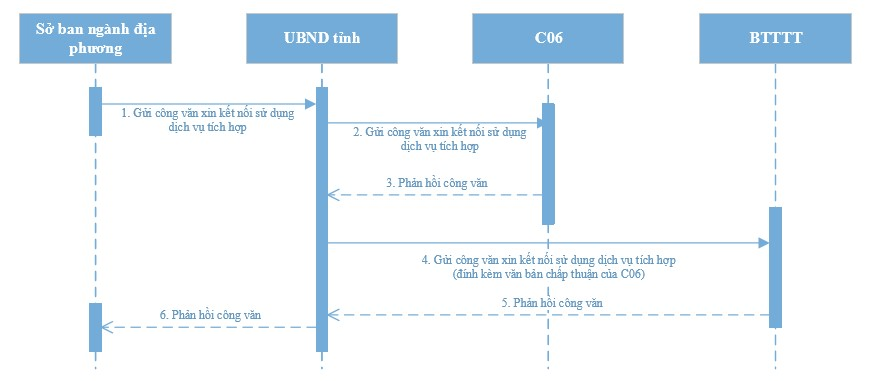 Sở ban ngành địa
phương
UBND tỉnh
C06
BTTTT
1. Gửi công văn xin kết nối sử dụng
dịch vụ tích hợp
2. Gửi công văn xin kết nối sử dụng
dịch vụ tích hợp
3. Phản hồi công văn
4. Gửi công văn xin kết nối sử dụng dịch vụ tích hợp
(đính kèm văn bản chấp thuận của C06)
5. Phản hồi công văn
6. Phản hồi công văn